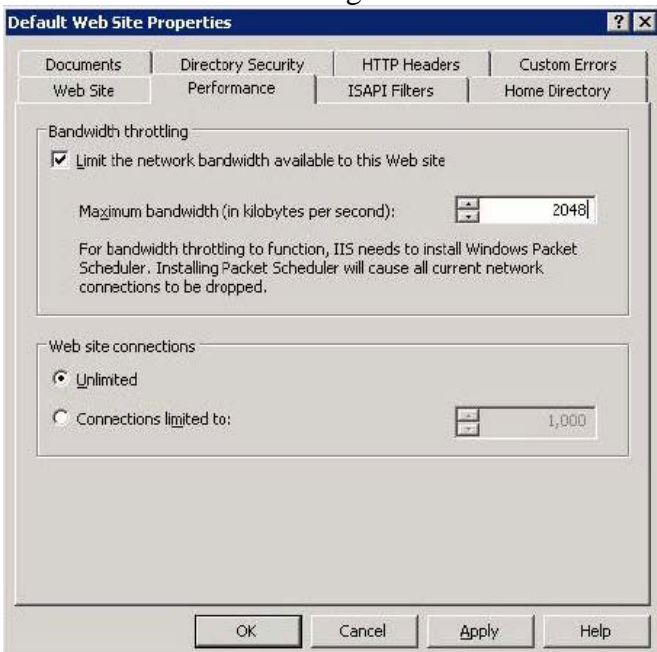 Default Web Site Properties
Documents Directory Security HTTP Headers Custom Errors
Web Site Performance ISAPI Filters Home Directory
Bandwidth throttling
Limit the network bandwidth available to this Web site
Maximum bandwidth (in kilobytes per second): 2048
For bandwidth throttling to function, IIS needs to install Windows Packet
Scheduler. Installing Packet Scheduler will cause all current network
connections to be dropped.
Web site connections
Unlimited
Connections limited to: 1,000
OK Cancel Apply Help